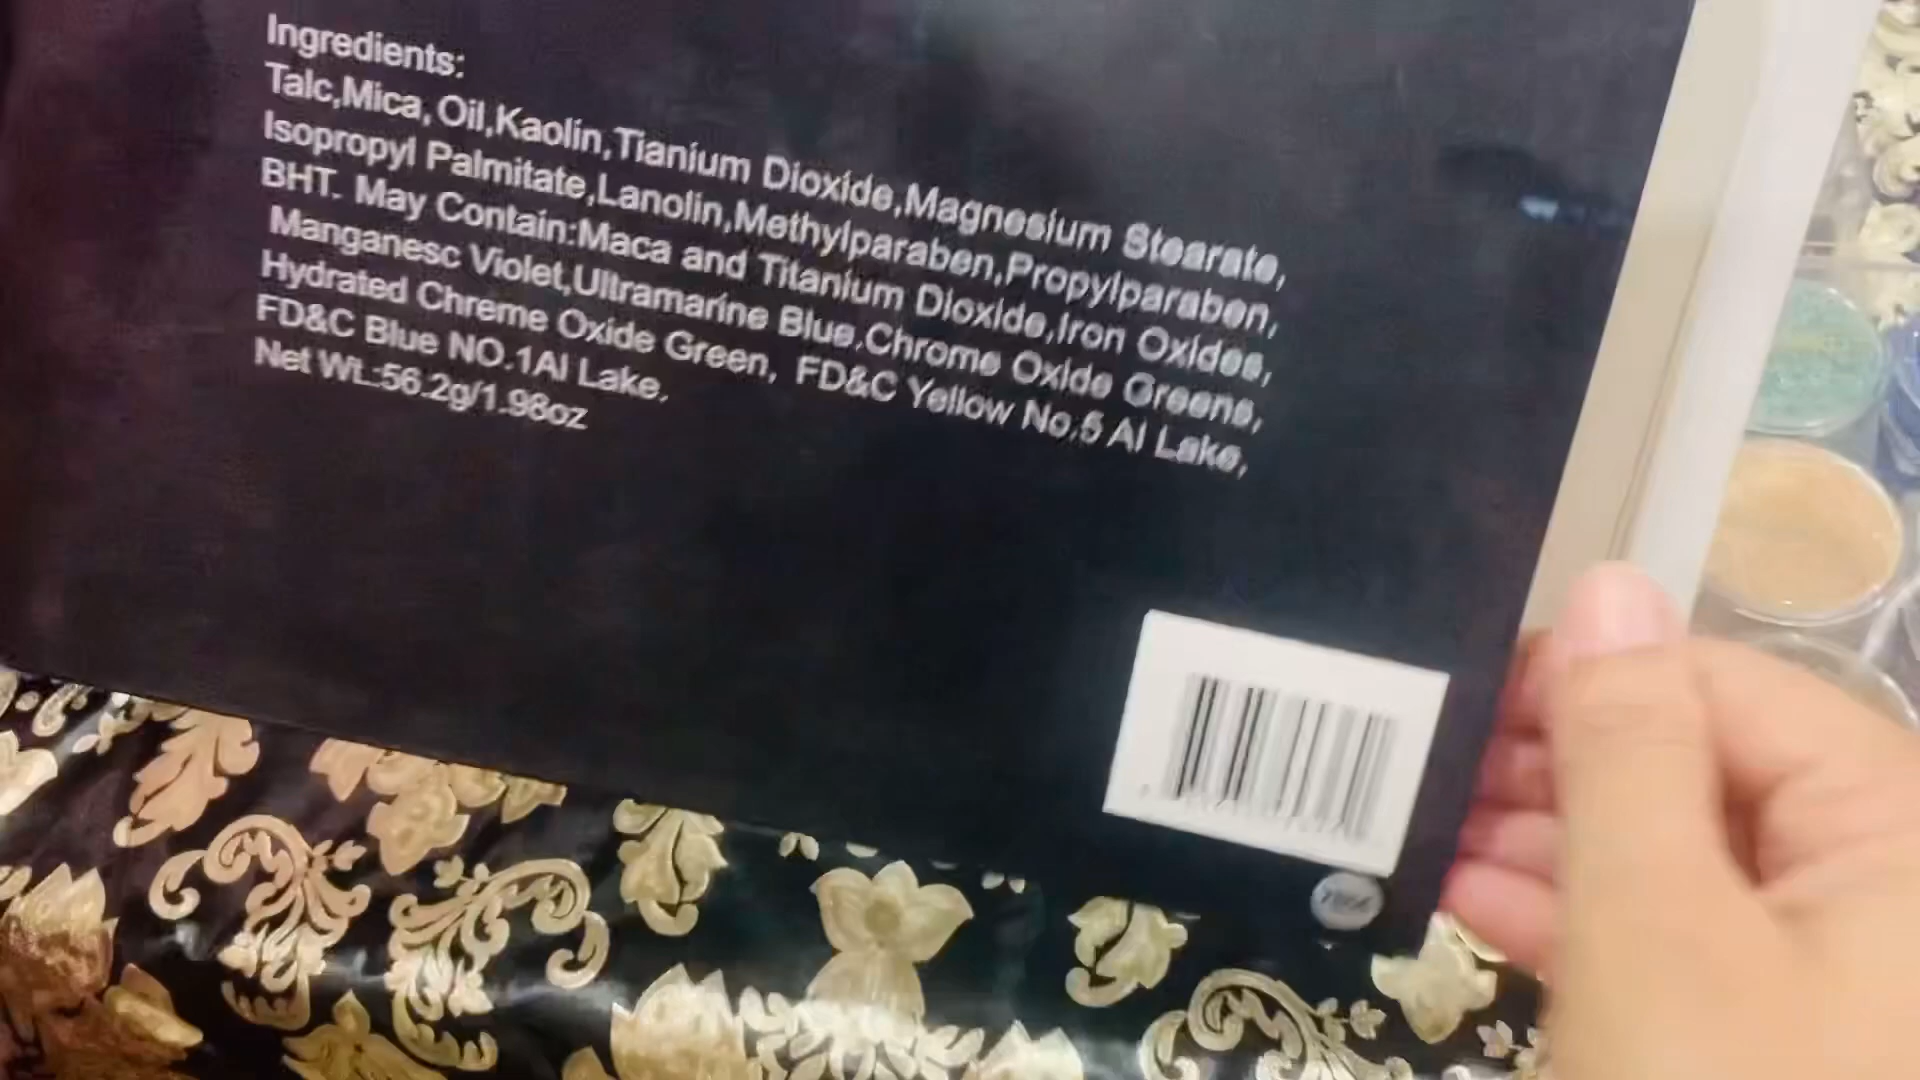 Ingredients:
Talc,Mica, Oil,Kaolin,Tianium Dioxide,Magnesium Stearate,
Isopropyl Palmitate,Lanolin,Methylparaben,Propylparaben,
BHT. May Contain:Maca and Titanium Dioxide,Iron Oxides,
Manganesc Violet,Ultramarine Blue,Chrome Oxide Greens,
Hydrated Chreme Oxide Green, FD&C Yellow No.5 Al Lake,
FD&C Blue NO.1Al Lake.
Net Wt.:56.2g/1.98oz